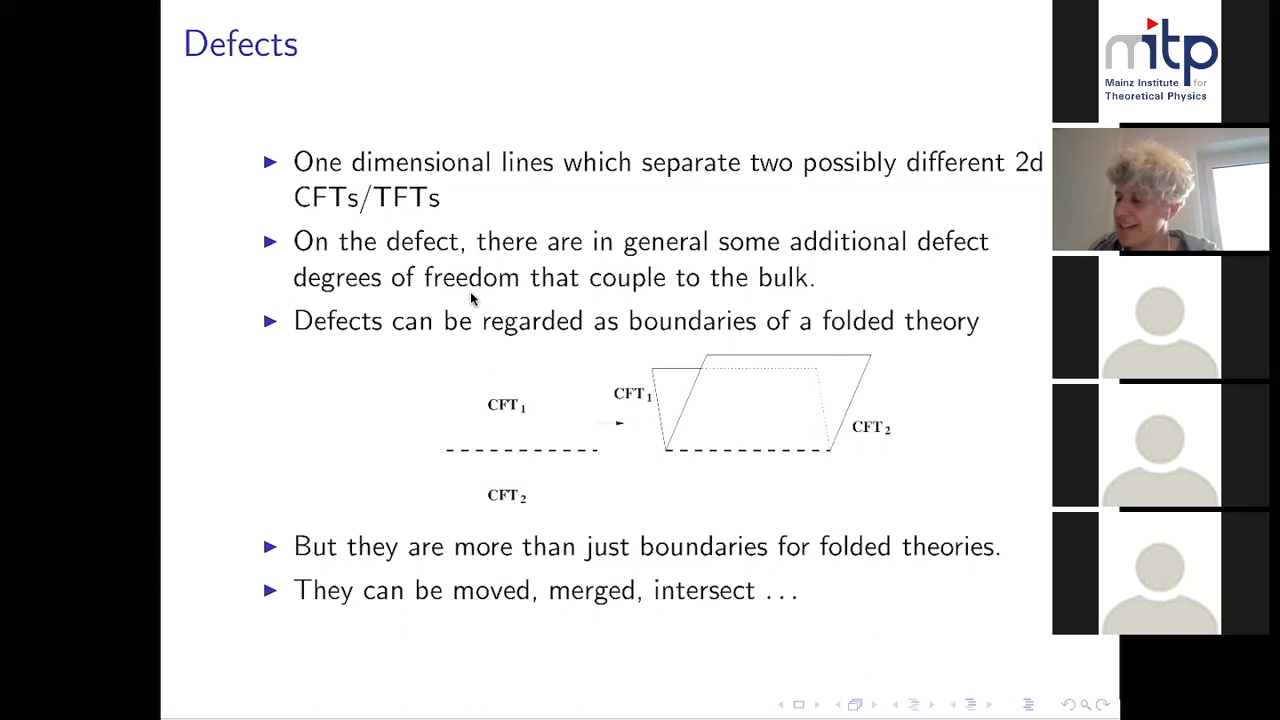 Defects
mitp
Mainz Institute for
Theoretical Physics
▶ One dimensional lines which separate two possibly different 2d
CFTs/TFTs
▶ On the defect, there are in general some additional defect
degrees of freedom that couple to the bulk.
▶ Defects can be regarded as boundaries of a folded theory
CFT₁
CFT₂
CFT₁
CFT₂
▶ But they are more than just boundaries for folded theories.
▶ They can be moved, merged, intersect ...